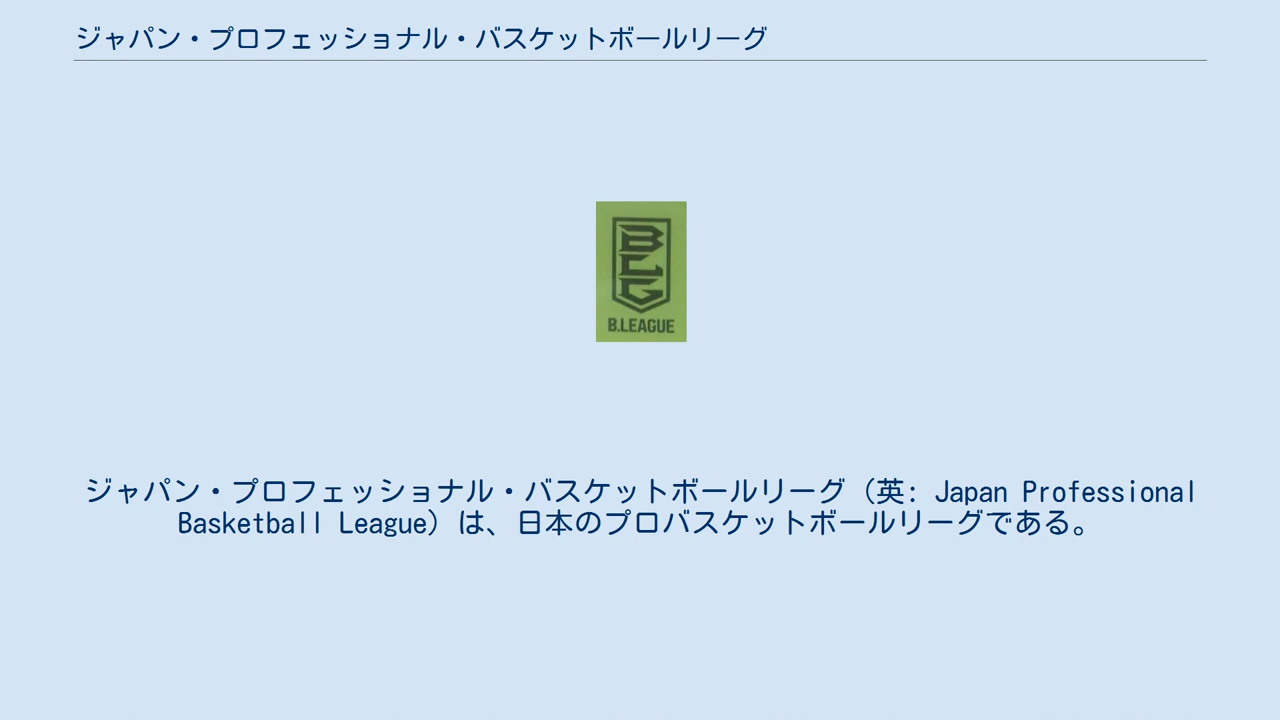 ジャパン・プロフェッショナル・バスケットボールリーグ
B
L
G
B.LEAGUE
ジャパン・プロフェッショナル・バスケットボールリーグ（英: Japan Professional
Basketball League）は、日本のプロバスケットボールリーグである。